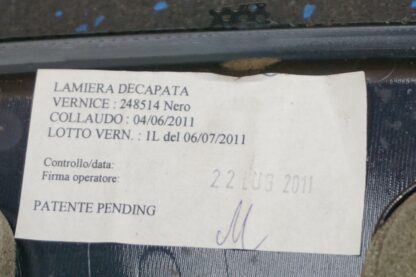 LAMIERA DECAPATA
VERNICE : 248514 Nero
COLLAUDO : 04/06/2011
LOTTO VERN. : 1L del 06/07/2011
Controllo/data:
22 LUG 2011
Firma operatore:
PATENTE PENDING